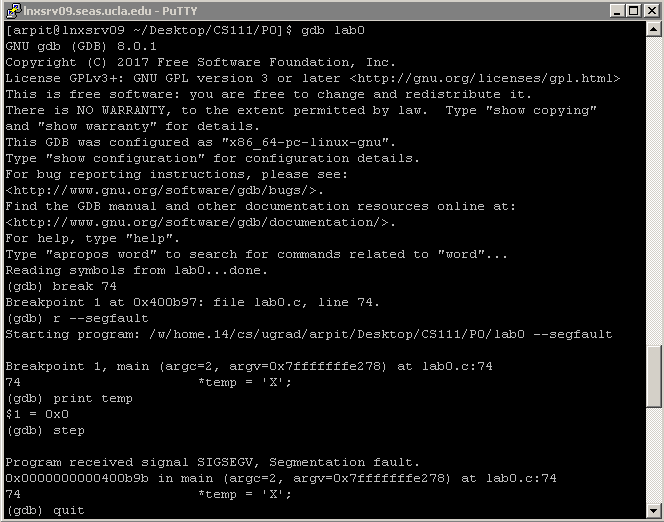 lnxsrv09.seas.ucla.edu - PuTTY
[arpit@lnxsrv09 ~/Desktop/CS111/P0]$ gdb lab0
GNU gdb (GDB) 8.0.1
Copyright (C) 2017 Free Software Foundation, Inc.
License GPLv3+: GNU GPL version 3 or later <http://gnu.org/licenses/gpl.html>
This is free software: you are free to change and redistribute it.
There is NO WARRANTY, to the extent permitted by law.  Type "show copying"
and "show warranty" for details.
This GDB was configured as "x86_64-pc-linux-gnu".
Type "show configuration" for configuration details.
For bug reporting instructions, please see:
<http://www.gnu.org/software/gdb/bugs/>.
Find the GDB manual and other documentation resources online at:
<http://www.gnu.org/software/gdb/documentation/>.
For help, type "help".
Type "apropos word" to search for commands related to "word"...
Reading symbols from lab0...done.
(gdb) break 74
Breakpoint 1 at 0x400b97: file lab0.c, line 74.
(gdb) r --segfault
Starting program: /w/home.14/cs/ugrad/arpit/Desktop/CS111/P0/lab0 --segfault
Breakpoint 1, main (argc=2, argv=0x7fffffffe278) at lab0.c:74
74                      *temp = 'X';
(gdb) print temp
$1 = 0x0
(gdb) step
Program received signal SIGSEGV, Segmentation fault.
0x0000000000400b9b in main (argc=2, argv=0x7fffffffe278) at lab0.c:74
74                      *temp = 'X';
(gdb) quit